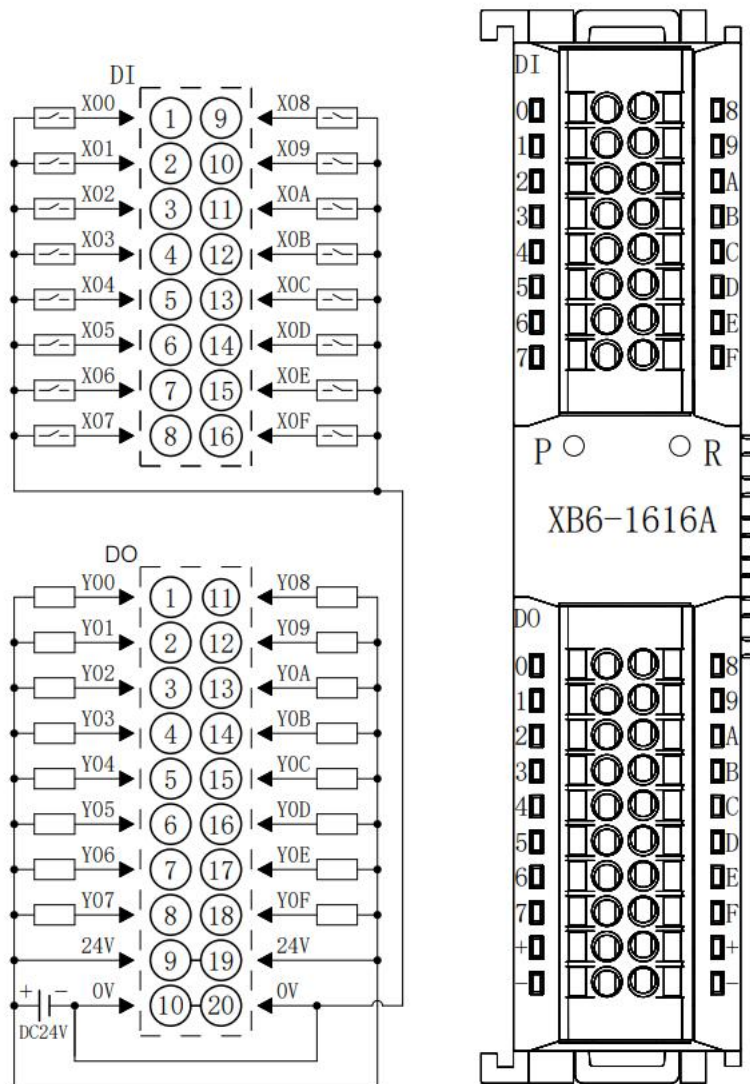 DI
X00 1 9 X08
X01 2 10 X09
X02 3 11 X0A
X03 4 12 X0B
X04 5 13 X0C
X05 6 14 X0D
X06 7 15 X0E
X07 8 16 X0F
DO
Y00 1 11 Y08
Y01 2 12 Y09
Y02 3 13 Y0A
Y03 4 14 Y0B
Y04 5 15 Y0C
Y05 6 16 Y0D
Y06 7 17 Y0E
Y07 8 18 Y0F
24V 9 19 24V
+ - 0V 10 20 0V
DC24V
DI
0 8
1 9
2 A
3 B
4 C
5 D
6 E
7 F
P R
XB6-1616A
DO
0 8
1 9
2 A
3 B
4 C
5 D
6 E
7 F
+ +
- -